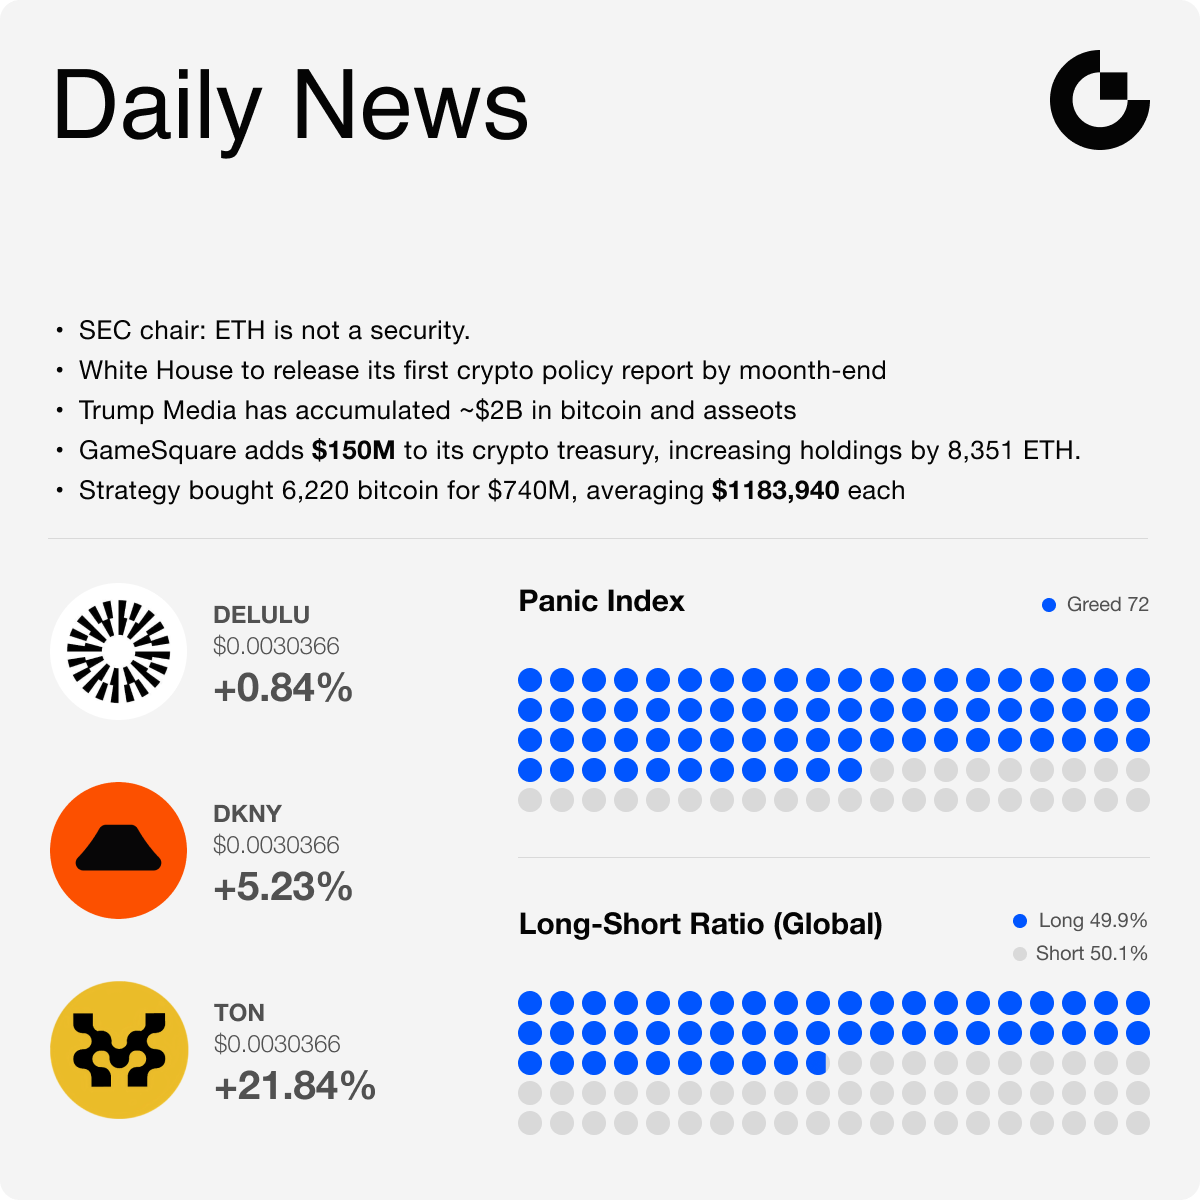 Daily News
• SEC chair: ETH is not a security.
• White House to release its first crypto policy report by moonth-end
• Trump Media has accumulated ~$2B in bitcoin and asseots
• GameSquare adds $150M to its crypto treasury, increasing holdings by 8,351 ETH.
• Strategy bought 6,220 bitcoin for $740M, averaging $1183,940 each
DELULU
$0.0030366
+0.84%
DKNY
$0.0030366
+5.23%
TON
$0.0030366
+21.84%
Panic Index
Greed 72
Long-Short Ratio (Global)
Long 49.9%
Short 50.1%